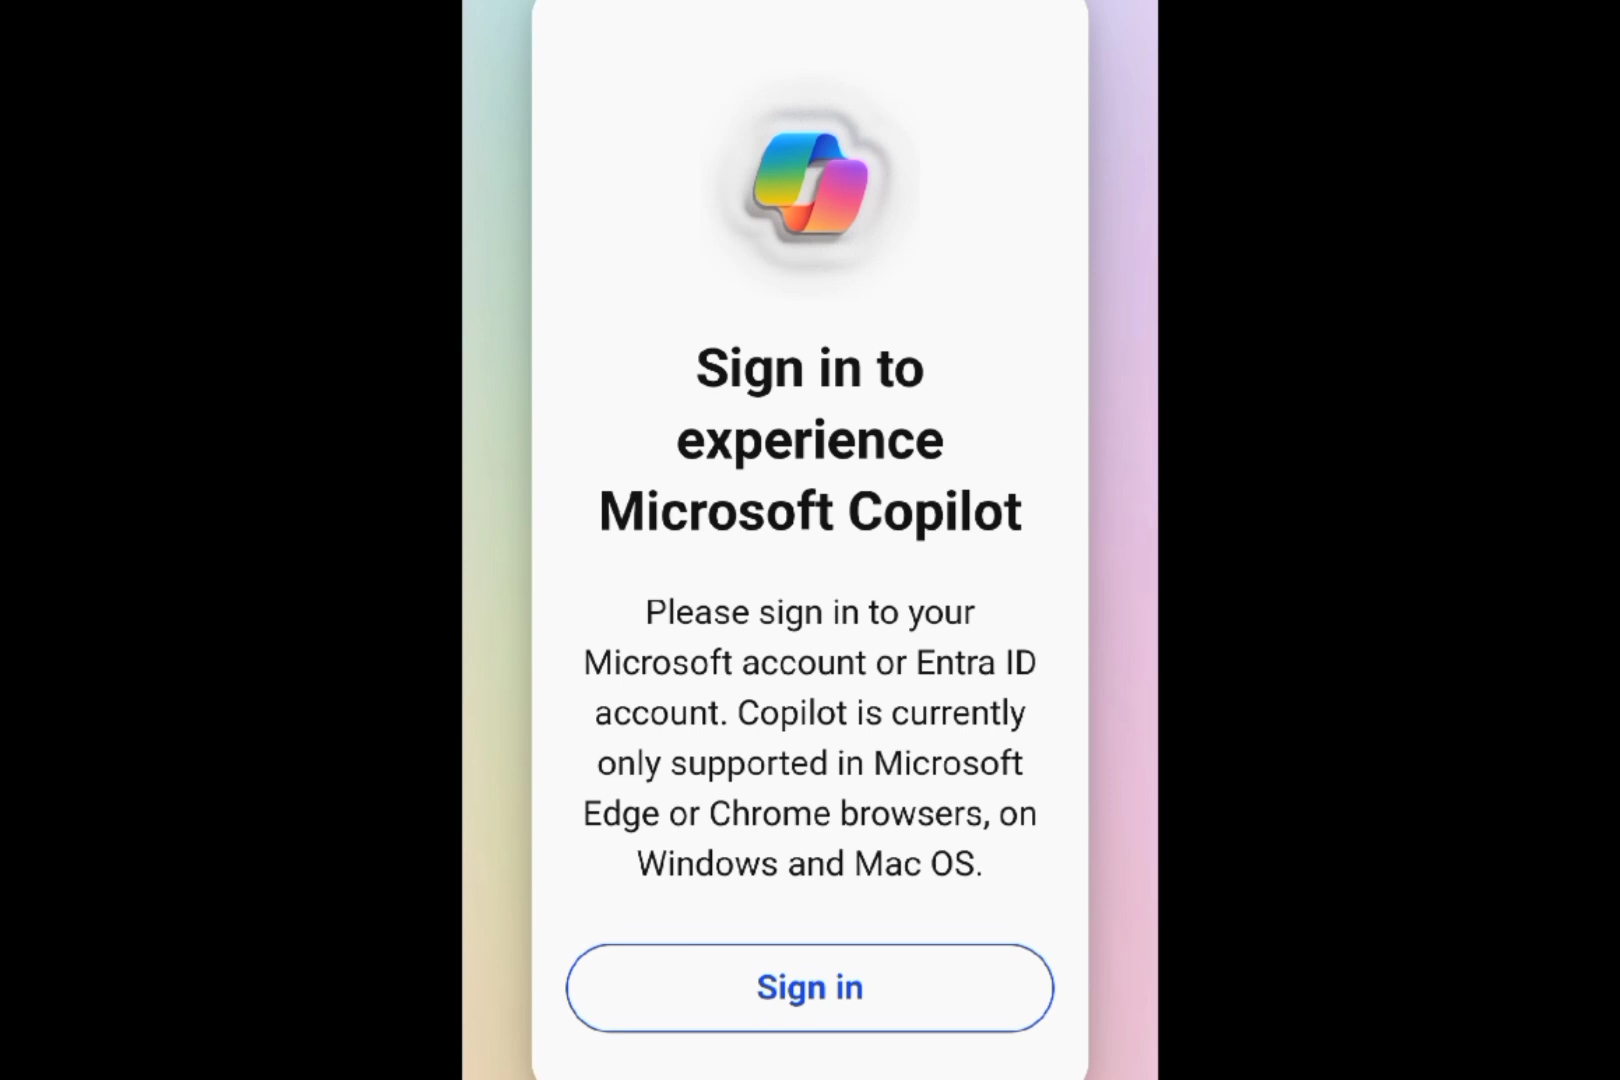 Sign in to
experience
Microsoft Copilot
Please sign in to your
Microsoft account or Entra ID
account. Copilot is currently
only supported in Microsoft
Edge or Chrome browsers, on
Windows and Mac OS.
Sign in